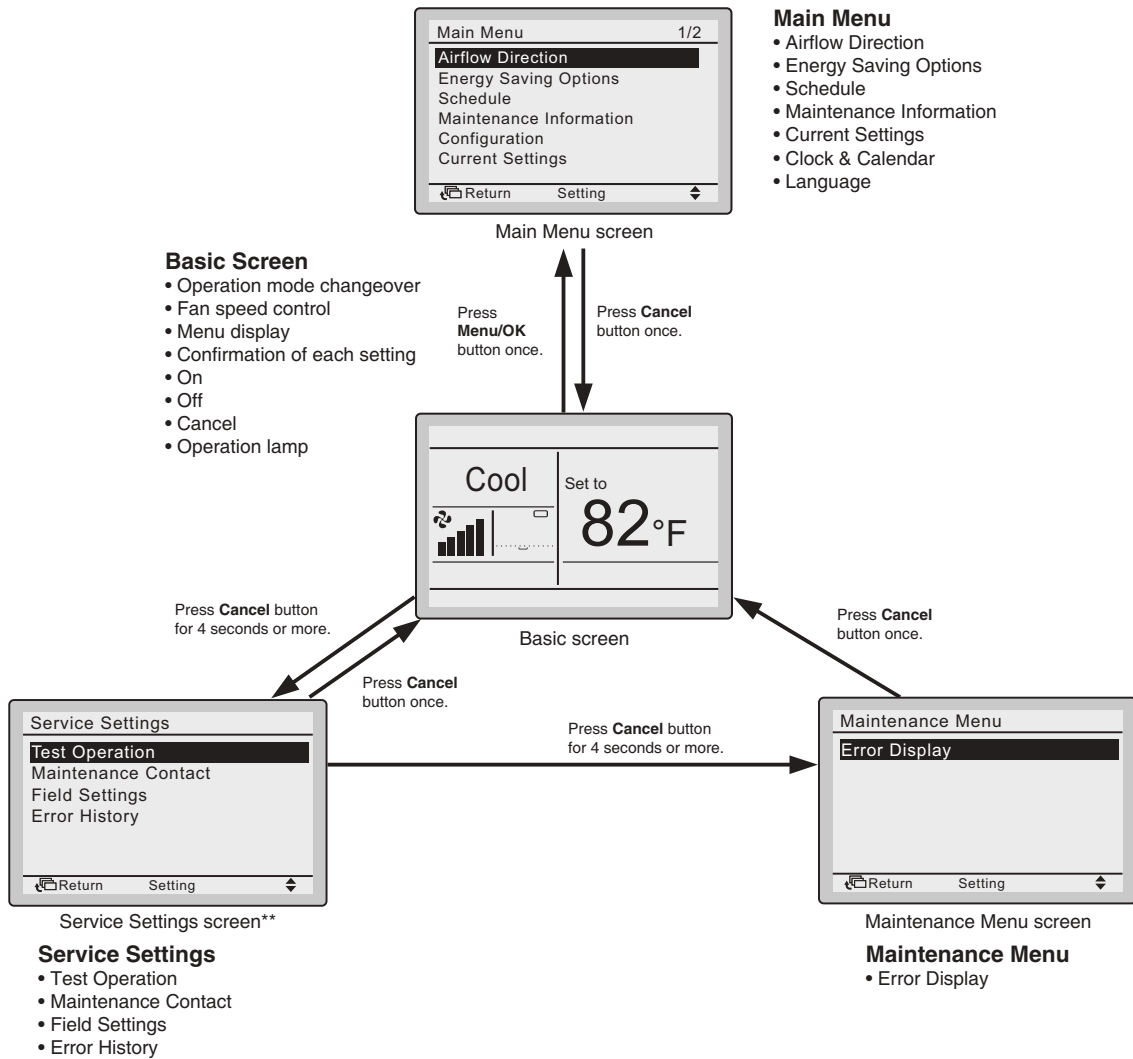 Main Menu 1/2
Airflow Direction
Energy Saving Options
Schedule
Maintenance Information
Configuration
Current Settings
Return Setting
Main Menu screen
Main Menu
• Airflow Direction
• Energy Saving Options
• Schedule
• Maintenance Information
• Current Settings
• Clock & Calendar
• Language
Basic Screen
• Operation mode changeover
• Fan speed control
• Menu display
• Confirmation of each setting
• On
• Off
• Cancel
• Operation lamp
Press
Menu/OK
button once.
Press Cancel
button once.
Cool
Set to
82°F
Basic screen
Press Cancel button
for 4 seconds or more.
Press Cancel
button once.
Press Cancel
button once.
Press Cancel button
for 4 seconds or more.
Service Settings
Test Operation
Maintenance Contact
Field Settings
Error History
Return Setting
Service Settings screen**
Service Settings
• Test Operation
• Maintenance Contact
• Field Settings
• Error History
Maintenance Menu
Error Display
Return Setting
Maintenance Menu screen
Maintenance Menu
• Error Display